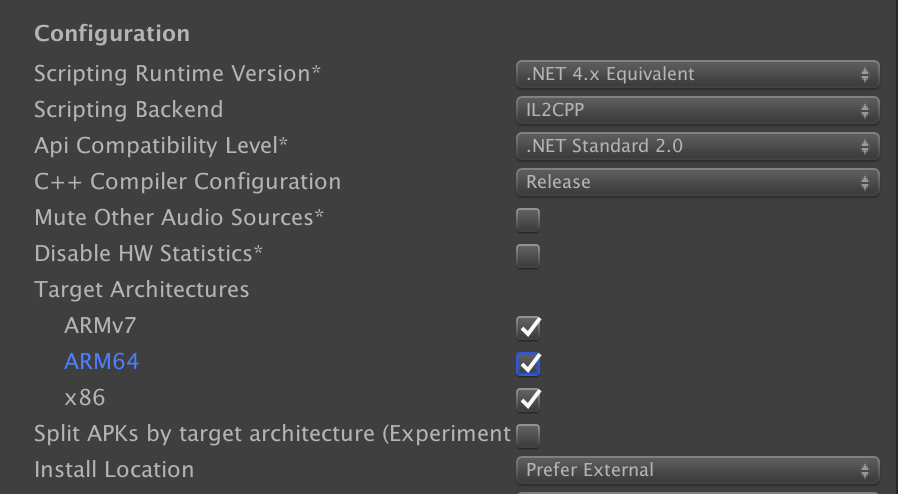 Configuration
Scripting Runtime Version* .NET 4.x Equivalent
Scripting Backend IL2CPP
Api Compatibility Level* .NET Standard 2.0
C++ Compiler Configuration Release
Mute Other Audio Sources*
Disable HW Statistics*
Target Architectures
ARMv7
ARM64
x86
Split APKs by target architecture (Experiment
Install Location Prefer External